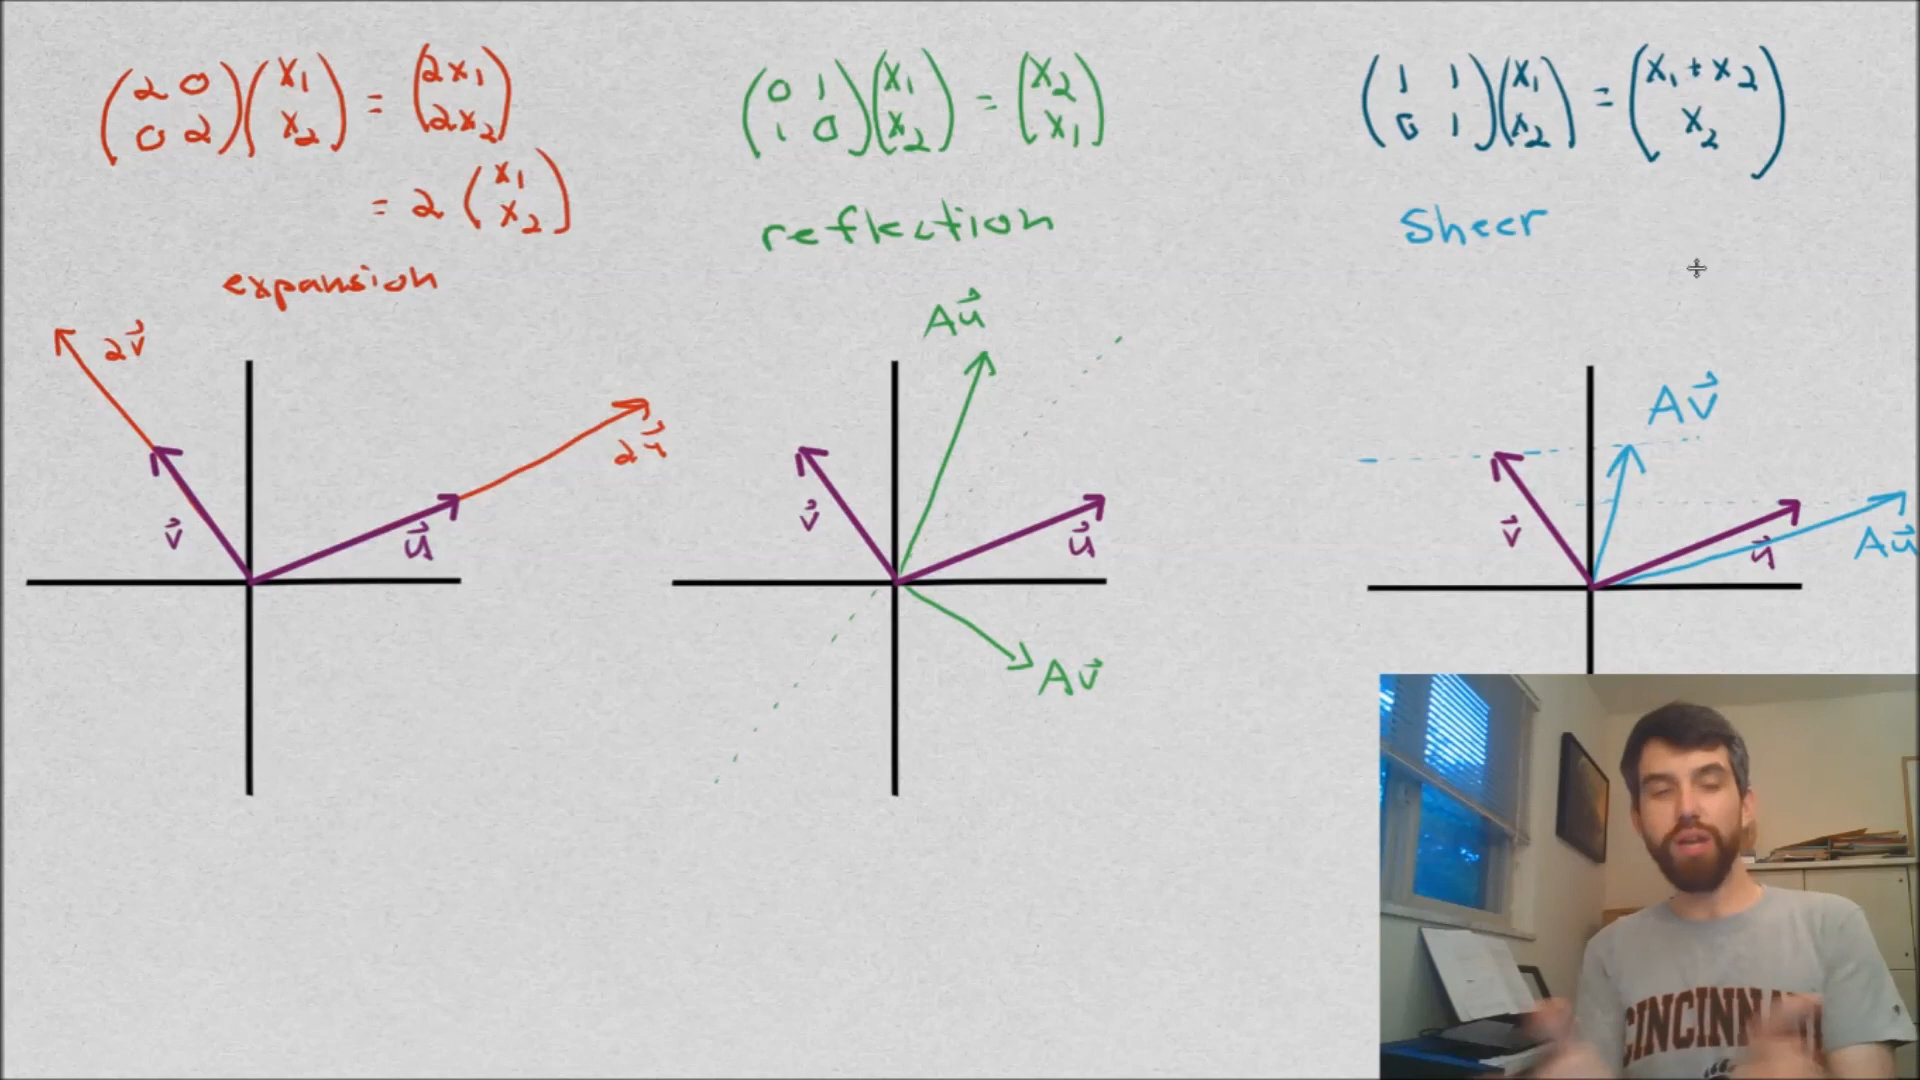 (2 0; 0 2)(x₁; x₂) = (2x₁; 2x₂)
= 2(x₁; x₂)
expansion
2v⃗
2u⃗
v⃗
u⃗
(0 1; 1 0)(x₁; x₂) = (x₂; x₁)
reflection
Au⃗
v⃗
u⃗
Av⃗
(1 1; 0 1)(x₁; x₂) = (x₁ + x₂; x₂)
Sheer
Av⃗
v⃗
u⃗
Au⃗